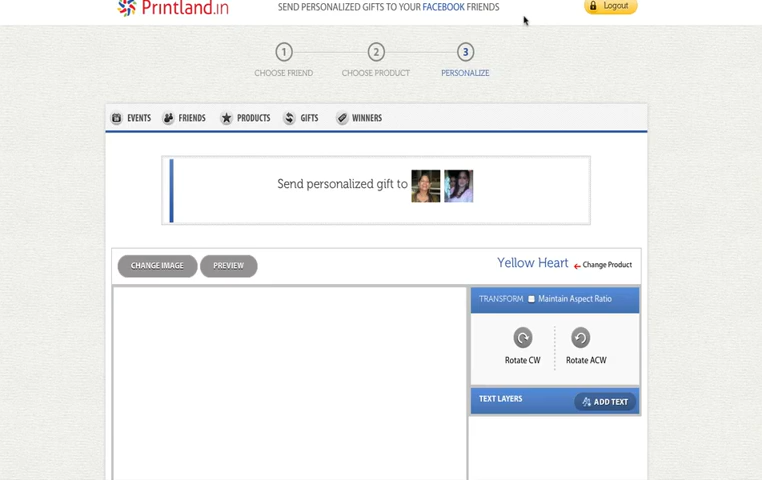 Printland.in
SEND PERSONALIZED GIFTS TO YOUR FACEBOOK FRIENDS
Logout
1 2 3
CHOOSE FRIEND CHOOSE PRODUCT PERSONALIZE
EVENTS FRIENDS PRODUCTS GIFTS WINNERS
Send personalized gift to
CHANGE IMAGE PREVIEW Yellow Heart Change Product
TRANSFORM Maintain Aspect Ratio
Rotate CW Rotate ACW
TEXT LAYERS ADD TEXT